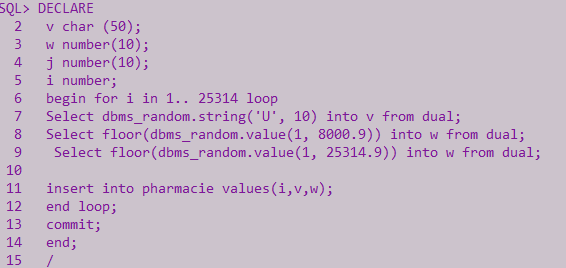 SQL> DECLARE
  2   v char (50);
  3   w number(10);
  4   j number(10);
  5   i number;
  6   begin for i in 1.. 25314 loop
  7   Select dbms_random.string('U', 10) into v from dual;
  8   Select floor(dbms_random.value(1, 8000.9)) into w from dual;
  9    Select floor(dbms_random.value(1, 25314.9)) into w from dual;
 10
 11   insert into pharmacie values(i,v,w);
 12   end loop;
 13   commit;
 14   end;
 15   /